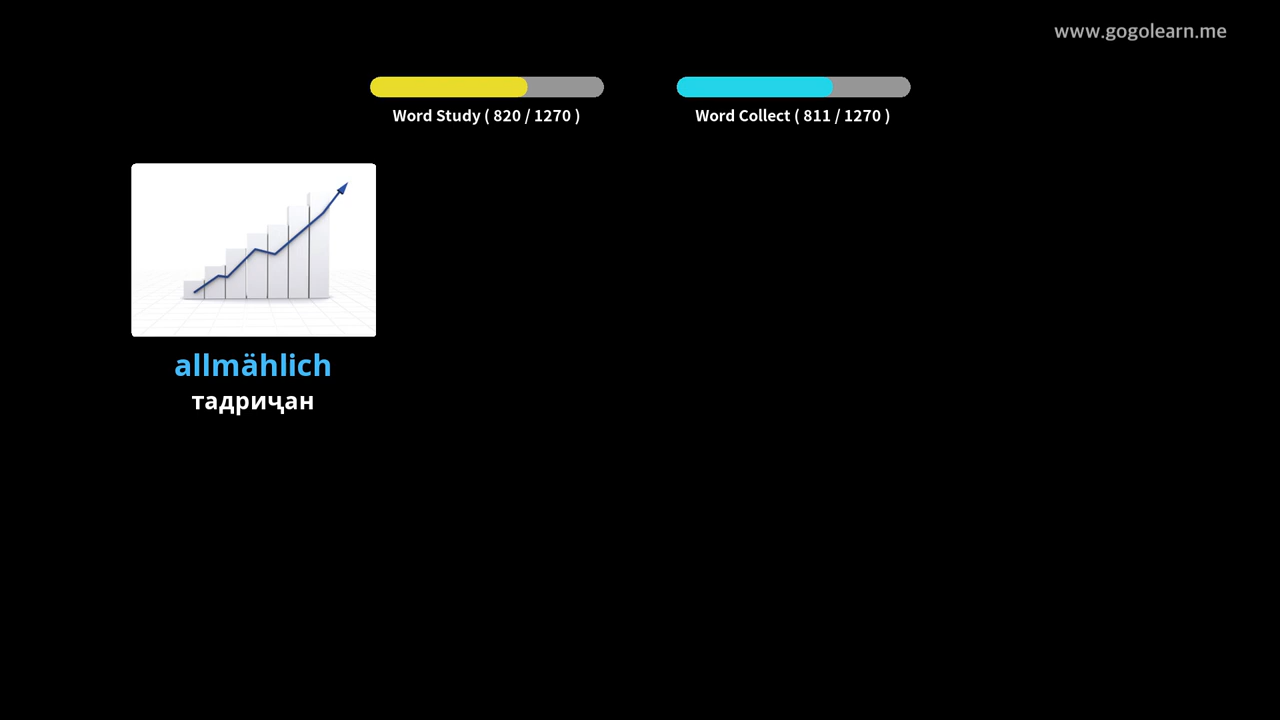 www.gogolearn.me
Word Study ( 820 / 1270 )
Word Collect ( 811 / 1270 )
allmählich
тадриҷан